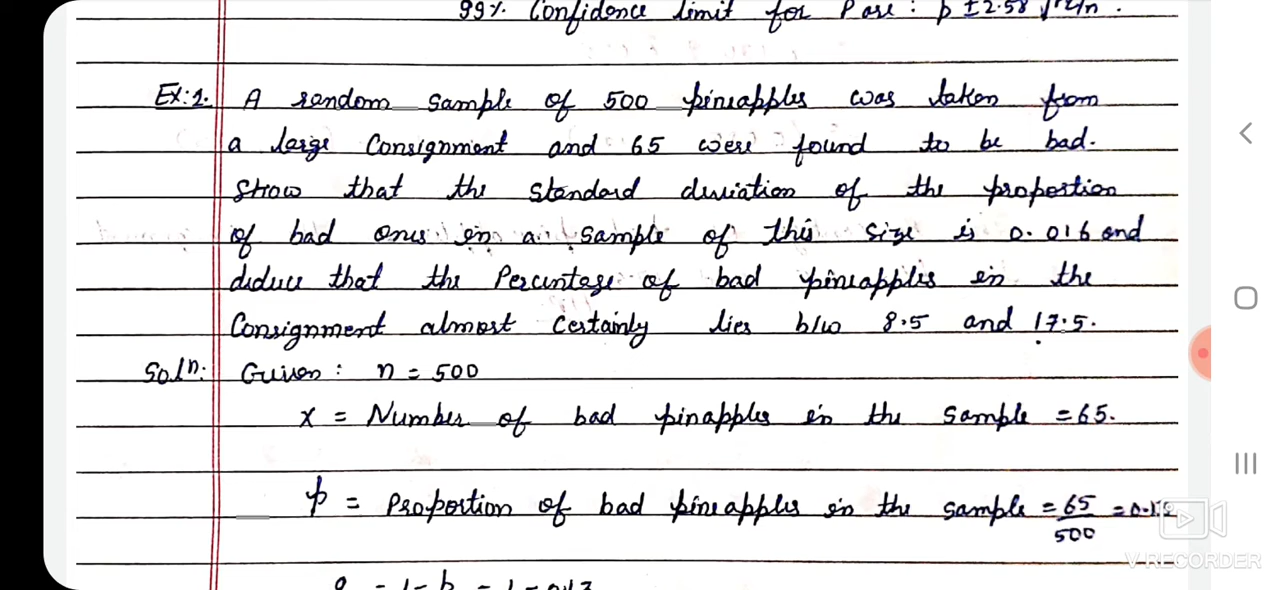 99% Confidence limit for P are: p ±2.58
Ex:1. A random sample of 500 pineapples was taken from
a large Consignment and 65 were found to be bad.
Show that the standard deviation of the proportion
of bad ones in a sample of this size is 0.016 and
deduce that the Percentage of bad pineapples in the
Consignment almost certainly lies b/w 8.5 and 17.5.
Soln: Given: n = 500
x = Number of bad pinapples in the sample = 65.
p = Proportion of bad pineapples in the sample = 65/500
V RECORDER
q = 1 - p = 1 - 0.13